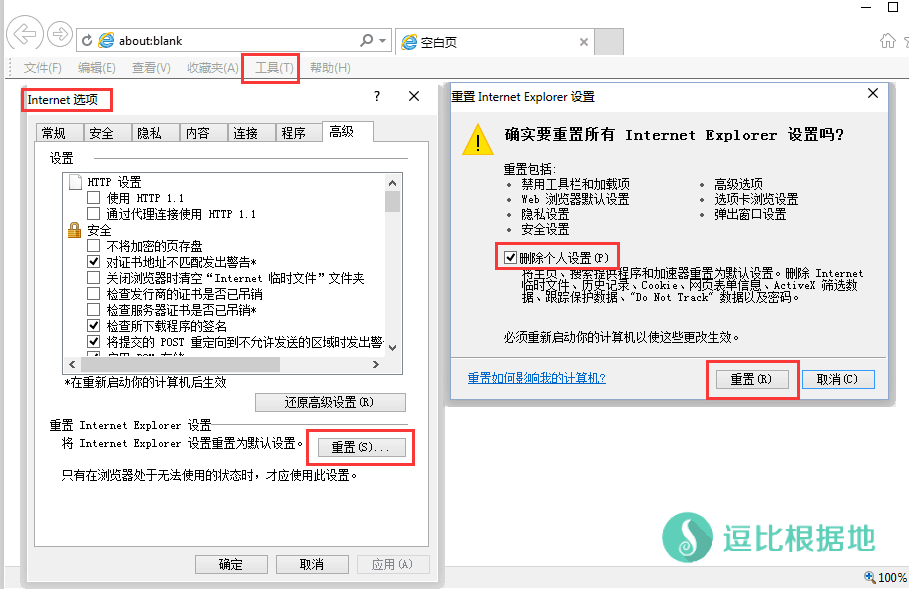 about:blank
空白页
文件(F) 编辑(E) 查看(V) 收藏夹(A) 工具(T) 帮助(H)
Internet 选项
?
常规 安全 隐私 内容 连接 程序 高级
设置
HTTP 设置
使用 HTTP 1.1
通过代理连接使用 HTTP 1.1
安全
不将加密的页存盘
对证书地址不匹配发出警告*
关闭浏览器时清空“Internet 临时文件”文件夹
检查发行商的证书是否已吊销
检查服务器证书是否已吊销*
检查所下载程序的签名
将提交的 POST 重定向到不允许发送的区域时发出警
*在重新启动你的计算机后生效
还原高级设置(R)
重置 Internet Explorer 设置
将 Internet Explorer 设置重置为默认设置。
重置(S)...
只有在浏览器处于无法使用的状态时，才应使用此设置。
确定 取消 应用(A)
重置 Internet Explorer 设置
确实要重置所有 Internet Explorer 设置吗?
重置包括:
禁用工具栏和加载项
Web 浏览器默认设置
隐私设置
安全设置
高级选项
选项卡浏览设置
弹出窗口设置
删除个人设置(P)
将主页、搜索提供程序和加速器重置为默认设置。删除 Internet
临时文件、历史记录、Cookie、网页表单信息、ActiveX 筛选数
据、跟踪保护数据、"Do Not Track" 数据以及密码。
必须重新启动你的计算机以使这些更改生效。
重置如何影响我的计算机?
重置(R) 取消(C)
逗比根据地
100%